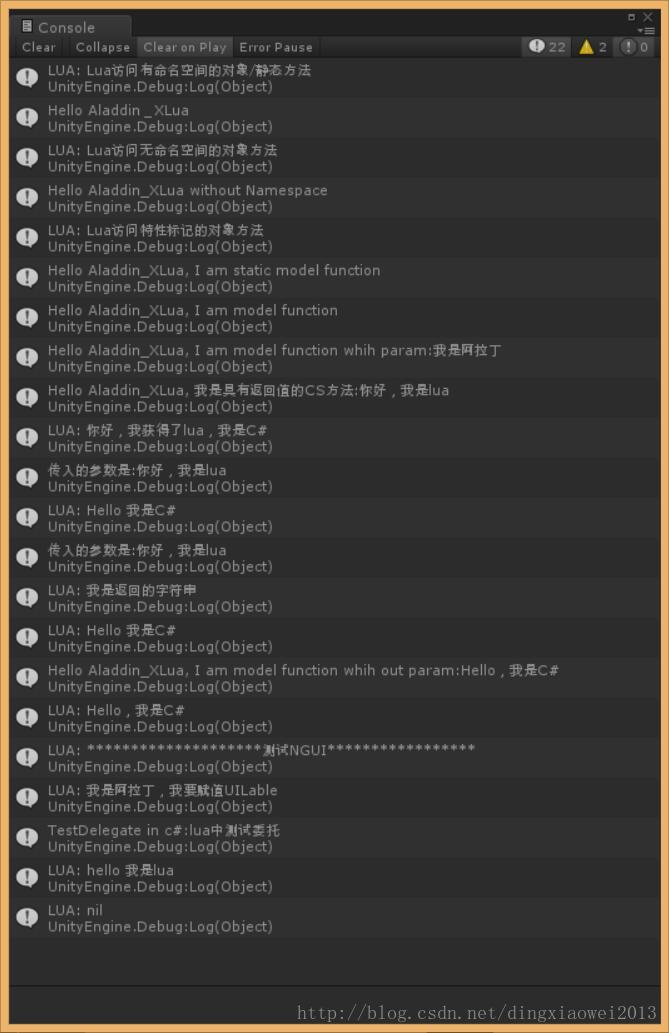 Console
Clear Collapse Clear on Play Error Pause 22 2 0
LUA: Lua访问有命名空间的对象/静态方法
UnityEngine.Debug:Log(Object)
Hello Aladdin_XLua
UnityEngine.Debug:Log(Object)
LUA: Lua访问无命名空间的对象方法
UnityEngine.Debug:Log(Object)
Hello Aladdin_XLua without Namespace
UnityEngine.Debug:Log(Object)
LUA: Lua访问特性标记的对象方法
UnityEngine.Debug:Log(Object)
Hello Aladdin_XLua, I am static model function
UnityEngine.Debug:Log(Object)
Hello Aladdin_XLua, I am model function
UnityEngine.Debug:Log(Object)
Hello Aladdin_XLua, I am model function whih param:我是阿拉丁
UnityEngine.Debug:Log(Object)
Hello Aladdin_XLua, 我是具有返回值的CS方法:你好，我是lua
UnityEngine.Debug:Log(Object)
LUA: 你好，我获得了lua，我是C#
UnityEngine.Debug:Log(Object)
传入的参数是:你好，我是lua
UnityEngine.Debug:Log(Object)
LUA: Hello 我是C#
UnityEngine.Debug:Log(Object)
传入的参数是:你好，我是lua
UnityEngine.Debug:Log(Object)
LUA: 我是返回的字符串
UnityEngine.Debug:Log(Object)
LUA: Hello 我是C#
UnityEngine.Debug:Log(Object)
Hello Aladdin_XLua, I am model function whih out param:Hello，我是C#
UnityEngine.Debug:Log(Object)
LUA: Hello，我是C#
UnityEngine.Debug:Log(Object)
LUA: ********************测试NGUI*****************
UnityEngine.Debug:Log(Object)
LUA: 我是阿拉丁，我要赋值UILable
UnityEngine.Debug:Log(Object)
TestDelegate in c#:lua中测试委托
UnityEngine.Debug:Log(Object)
LUA: hello 我是lua
UnityEngine.Debug:Log(Object)
LUA: nil
UnityEngine.Debug:Log(Object)
http://blog.csdn.net/dingxiaowei2013